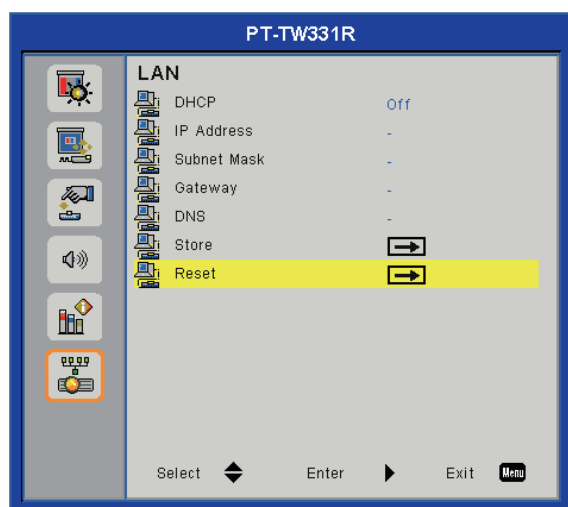 PT-TW331R
LAN
DHCP Off
IP Address -
Subnet Mask -
Gateway -
DNS -
Store
Reset
Select Enter Exit Menu